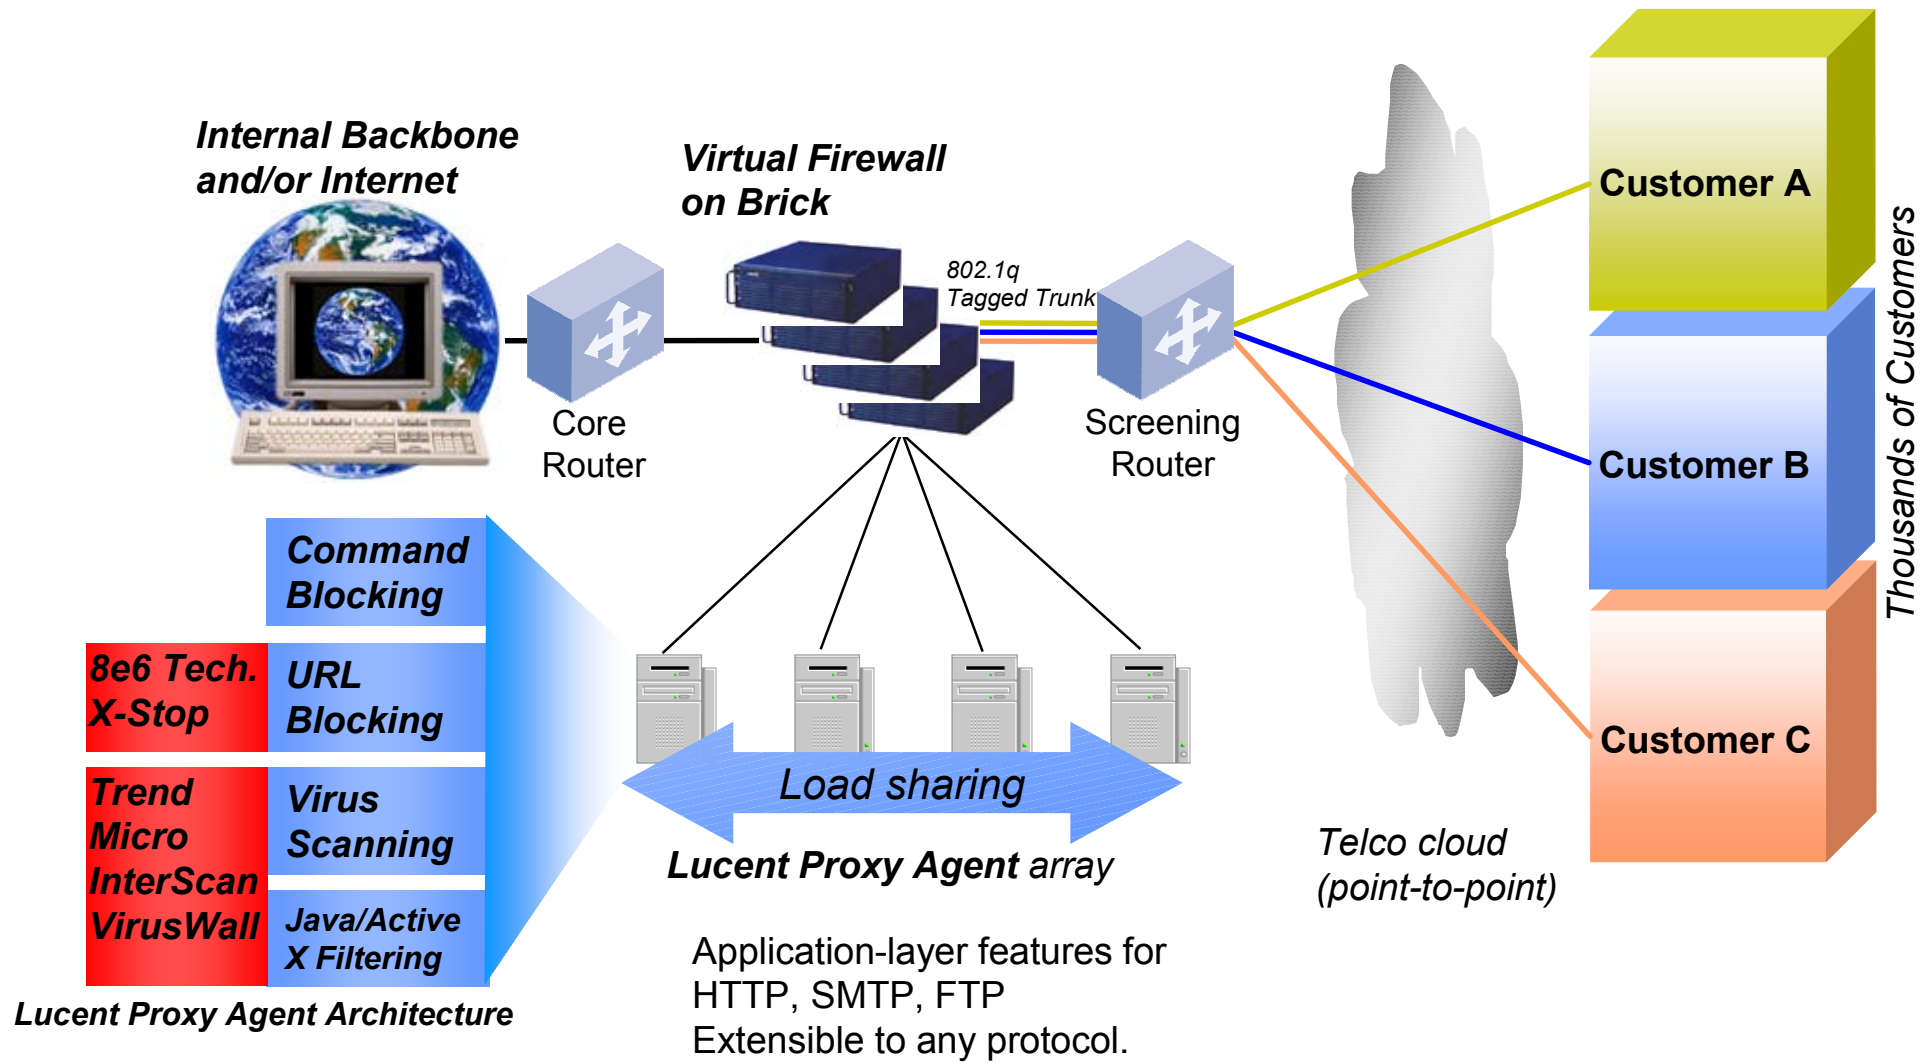 Internal Backbone
and/or Internet
Virtual Firewall
on Brick
802.1q
Tagged Trunk
Core
Router
Screening
Router
Customer A
Customer B
Customer C
Thousands of Customers
Command
Blocking
8e6 Tech.
X-Stop
URL
Blocking
Trend
Micro
InterScan
VirusWall
Virus
Scanning
Java/Active
X Filtering
Lucent Proxy Agent Architecture
Load sharing
Lucent Proxy Agent array
Application-layer features for
HTTP, SMTP, FTP
Extensible to any protocol.
Telco cloud
(point-to-point)